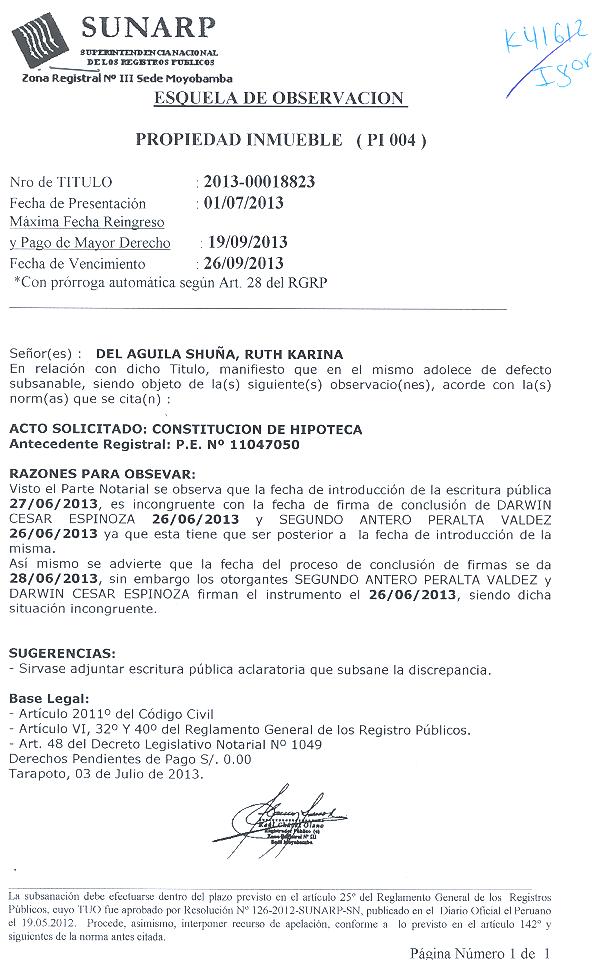 SUNARP
SUPERINTENDENCIA NACIONAL
DE LOS REGISTROS PUBLICOS
Zona Registral Nº III Sede Moyobamba
K41612
Igor
ESQUELA DE OBSERVACION
PROPIEDAD INMUEBLE ( PI 004 )
Nro de TITULO : 2013-00018823
Fecha de Presentación : 01/07/2013
Máxima Fecha Reingreso
y Pago de Mayor Derecho : 19/09/2013
Fecha de Vencimiento : 26/09/2013
*Con prórroga automática según Art. 28 del RGRP
Señor(es) : DEL AGUILA SHUÑA, RUTH KARINA
En relación con dicho Titulo, manifiesto que en el mismo adolece de defecto
subsanable, siendo objeto de la(s) siguiente(s) observacio(nes), acorde con la(s)
norm(as) que se cita(n) :
ACTO SOLICITADO: CONSTITUCION DE HIPOTECA
Antecedente Registral: P.E. Nº 11047050
RAZONES PARA OBSEVAR:
Visto el Parte Notarial se observa que la fecha de introducción de la escritura pública
27/06/2013, es incongruente con la fecha de firma de conclusión de DARWIN
CESAR ESPINOZA 26/06/2013 y SEGUNDO ANTERO PERALTA VALDEZ
26/06/2013 ya que esta tiene que ser posterior a la fecha de introducción de la
misma.
Así mismo se advierte que la fecha del proceso de conclusión de firmas se da
28/06/2013, sin embargo los otorgantes SEGUNDO ANTERO PERALTA VALDEZ y
DARWIN CESAR ESPINOZA firman el instrumento el 26/06/2013, siendo dicha
situación incongruente.
SUGERENCIAS:
- Sirvase adjuntar escritura pública aclaratoria que subsane la discrepancia.
Base Legal:
- Artículo 2011º del Código Civil
- Artículo VI, 32º Y 40º del Reglamento General de los Registro Públicos.
- Art. 48 del Decreto Legislativo Notarial Nº 1049
Derechos Pendientes de Pago S/. 0.00
Tarapoto, 03 de Julio de 2013.
Registrador Público (e)
Zona Registral Nº III
Sede Moyobamba
La subsanación debe efectuarse dentro del plazo previsto en el artículo 25º del Reglamento General de los Registros
Públicos, cuyo TUO fue aprobado por Resolución Nº 126-2012-SUNARP-SN, publicado en el Diario Oficial el Peruano
el 19.05.2012. Procede, asimismo, interponer recurso de apelación, conforme a lo previsto en el artículo 142º y
siguientes de la norma antes citada.
Página Número 1 de 1